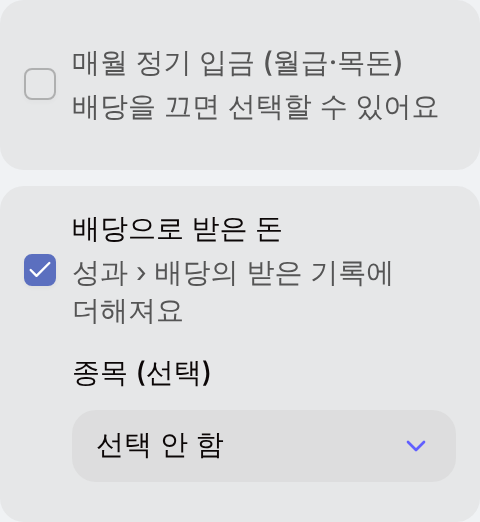 매월 정기 입금 (월급·목돈)
배당을 끄면 선택할 수 있어요
배당으로 받은 돈
성과 › 배당의 받은 기록에
더해져요
종목 (선택)
선택 안 함